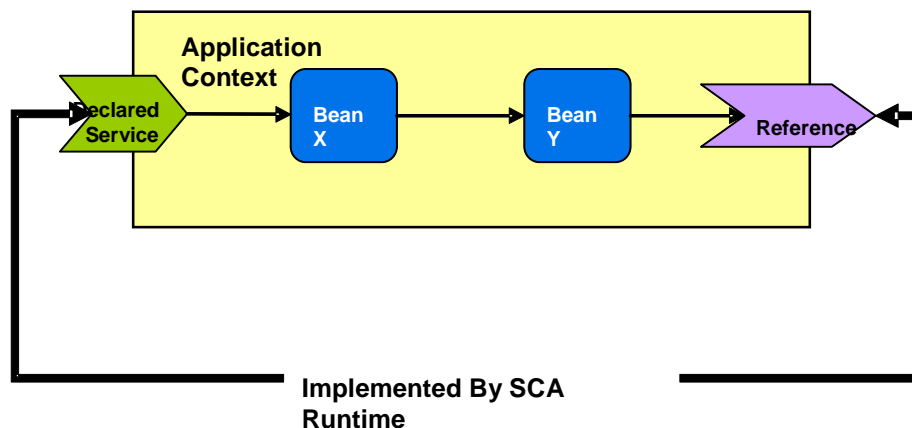 Application
Context
Declared
Service
Bean
X
Bean
Y
Reference
Implemented By SCA
Runtime